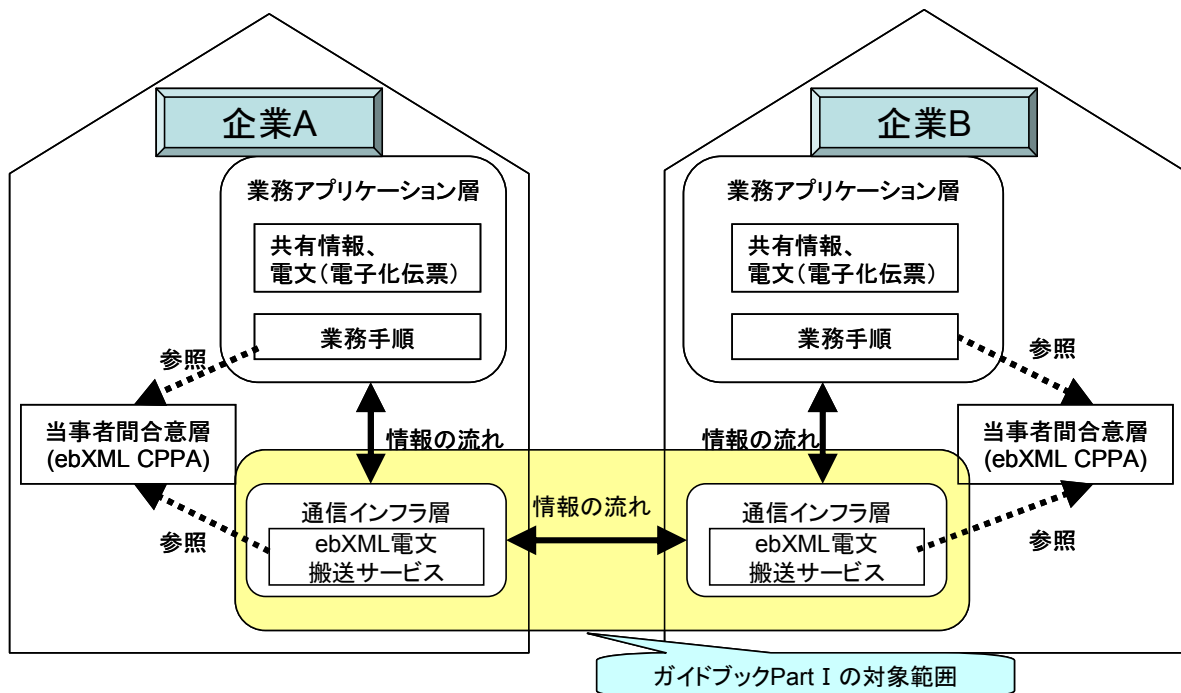 企業A
業務アプリケーション層
共有情報、
電文(電子化伝票)
業務手順
参照
当事者間合意層
(ebXML CPPA)
情報の流れ
参照
通信インフラ層
ebXML電文
搬送サービス
情報の流れ
企業B
業務アプリケーション層
共有情報、
電文(電子化伝票)
業務手順
参照
当事者間合意層
(ebXML CPPA)
情報の流れ
参照
通信インフラ層
ebXML電文
搬送サービス
ガイドブックPart I の対象範囲